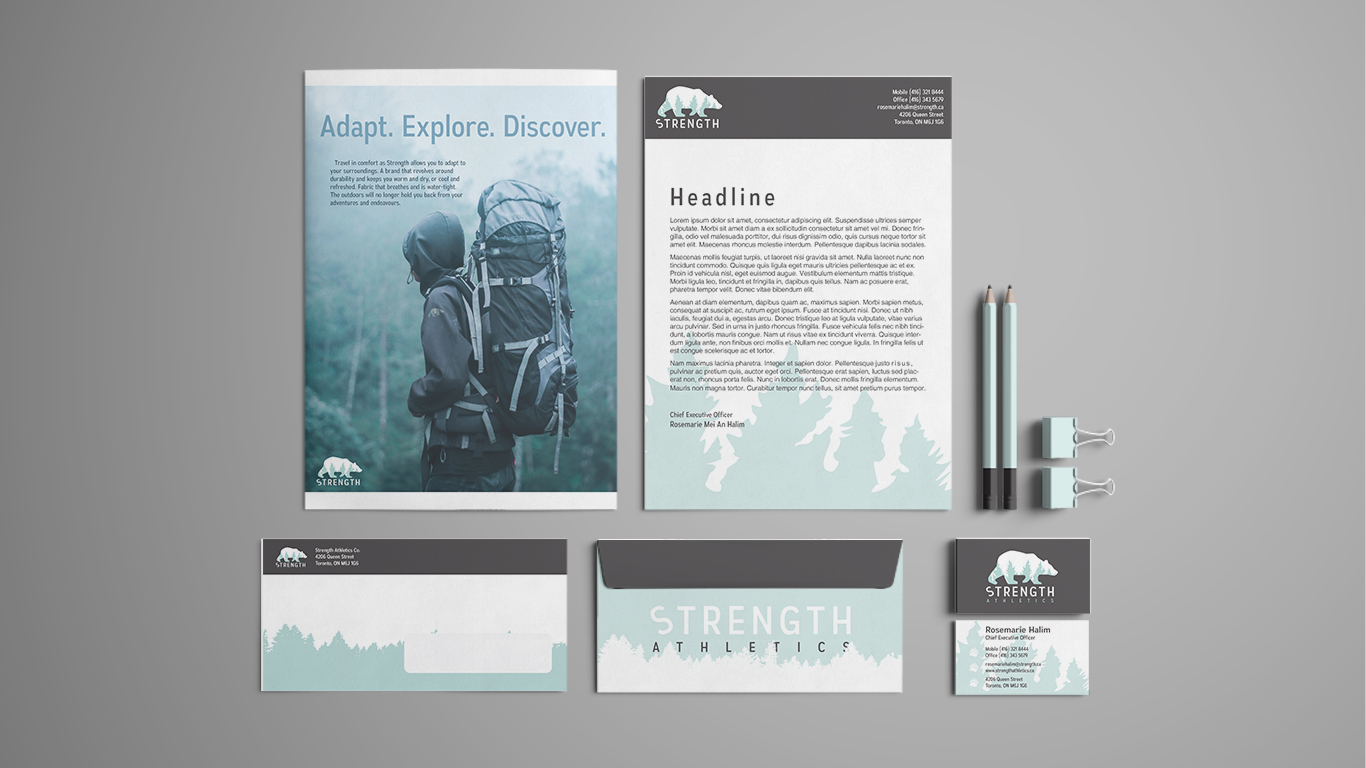 Adapt. Explore. Discover.
Travel in comfort as Strength allows you to adapt to
your surroundings. A brand that revolves around
durability and keeps you warm and dry, or cool and
refreshed. Fabric that breathes and is water-tight.
The outdoors will no longer hold you back from your
adventures and endeavours.
STRENGTH
STRENGTH
Mobile (416) 321 8444
Office (416) 343 5679
rosemariehalim@strength.ca
4206 Queen Street
Toronto, ON M6J 1G6
Headline
Lorem ipsum dolor sit amet, consectetur adipiscing elit. Suspendisse ultrices semper
vulputate. Morbi sit amet diam a ex sollicitudin consectetur sit amet vel mi. Donec frin-
gilla, odio vel malesuada porttitor, dui risus dignissim odio, quis cursus neque tortor sit
amet elit. Maecenas rhoncus molestie interdum. Pellentesque dapibus lacinia sodales.
Maecenas mollis feugiat turpis, ut laoreet nisi gravida sit amet. Nulla laoreet nunc non
tincidunt commodo. Quisque quis ligula eget mauris ultricies pellentesque ac et ex.
Proin id vehicula nisl, eget euismod augue. Vestibulum elementum mattis tristique.
Morbi ligula leo, tincidunt et fringilla in, dapibus quis tellus. Nam ac posuere erat,
pharetra tempor velit. Donec vitae bibendum elit.
Aenean at diam elementum, dapibus quam ac, maximus sapien. Morbi sapien metus,
consequat at suscipit ac, rutrum eget ipsum. Fusce at tincidunt nisi. Donec ut nibh
iaculis, feugiat dui a, egestas arcu. Donec tristique leo at ligula vulputate, vitae varius
arcu pulvinar. Sed in urna in justo rhoncus fringilla. Fusce vehicula felis nec nibh tinci-
dunt, a lobortis mauris congue. Nam ut risus vitae ex tincidunt viverra. Quisque inter-
dum ligula ante, non finibus orci mollis et. Nullam nec congue ligula. In fringilla felis ut
est congue scelerisque ac et tortor.
Nam maximus lacinia pharetra. Integer et sapien dolor. Pellentesque justo risus,
pulvinar ac pretium quis, auctor eget orci. Pellentesque erat sapien, luctus sed plac-
erat non, rhoncus porta felis. Nunc in lobortis erat. Donec mollis fringilla elementum.
Mauris non magna tortor. Curabitur tempor nunc tellus, sit amet pretium purus tempor.
Chief Executive Officer
Rosemarie Mei An Halim
STRENGTH
Strength Athletics Co.
4206 Queen Street
Toronto, ON M6J 1G6
STRENGTH
ATHLETICS
STRENGTH
ATHLETICS
Rosemarie Halim
Chief Executive Officer
Mobile (416) 321 8444
Office (416) 343 5679
rosemariehalim@strength.ca
www.strengthathletics.ca
4206 Queen Street
Toronto, ON M6J 1G6